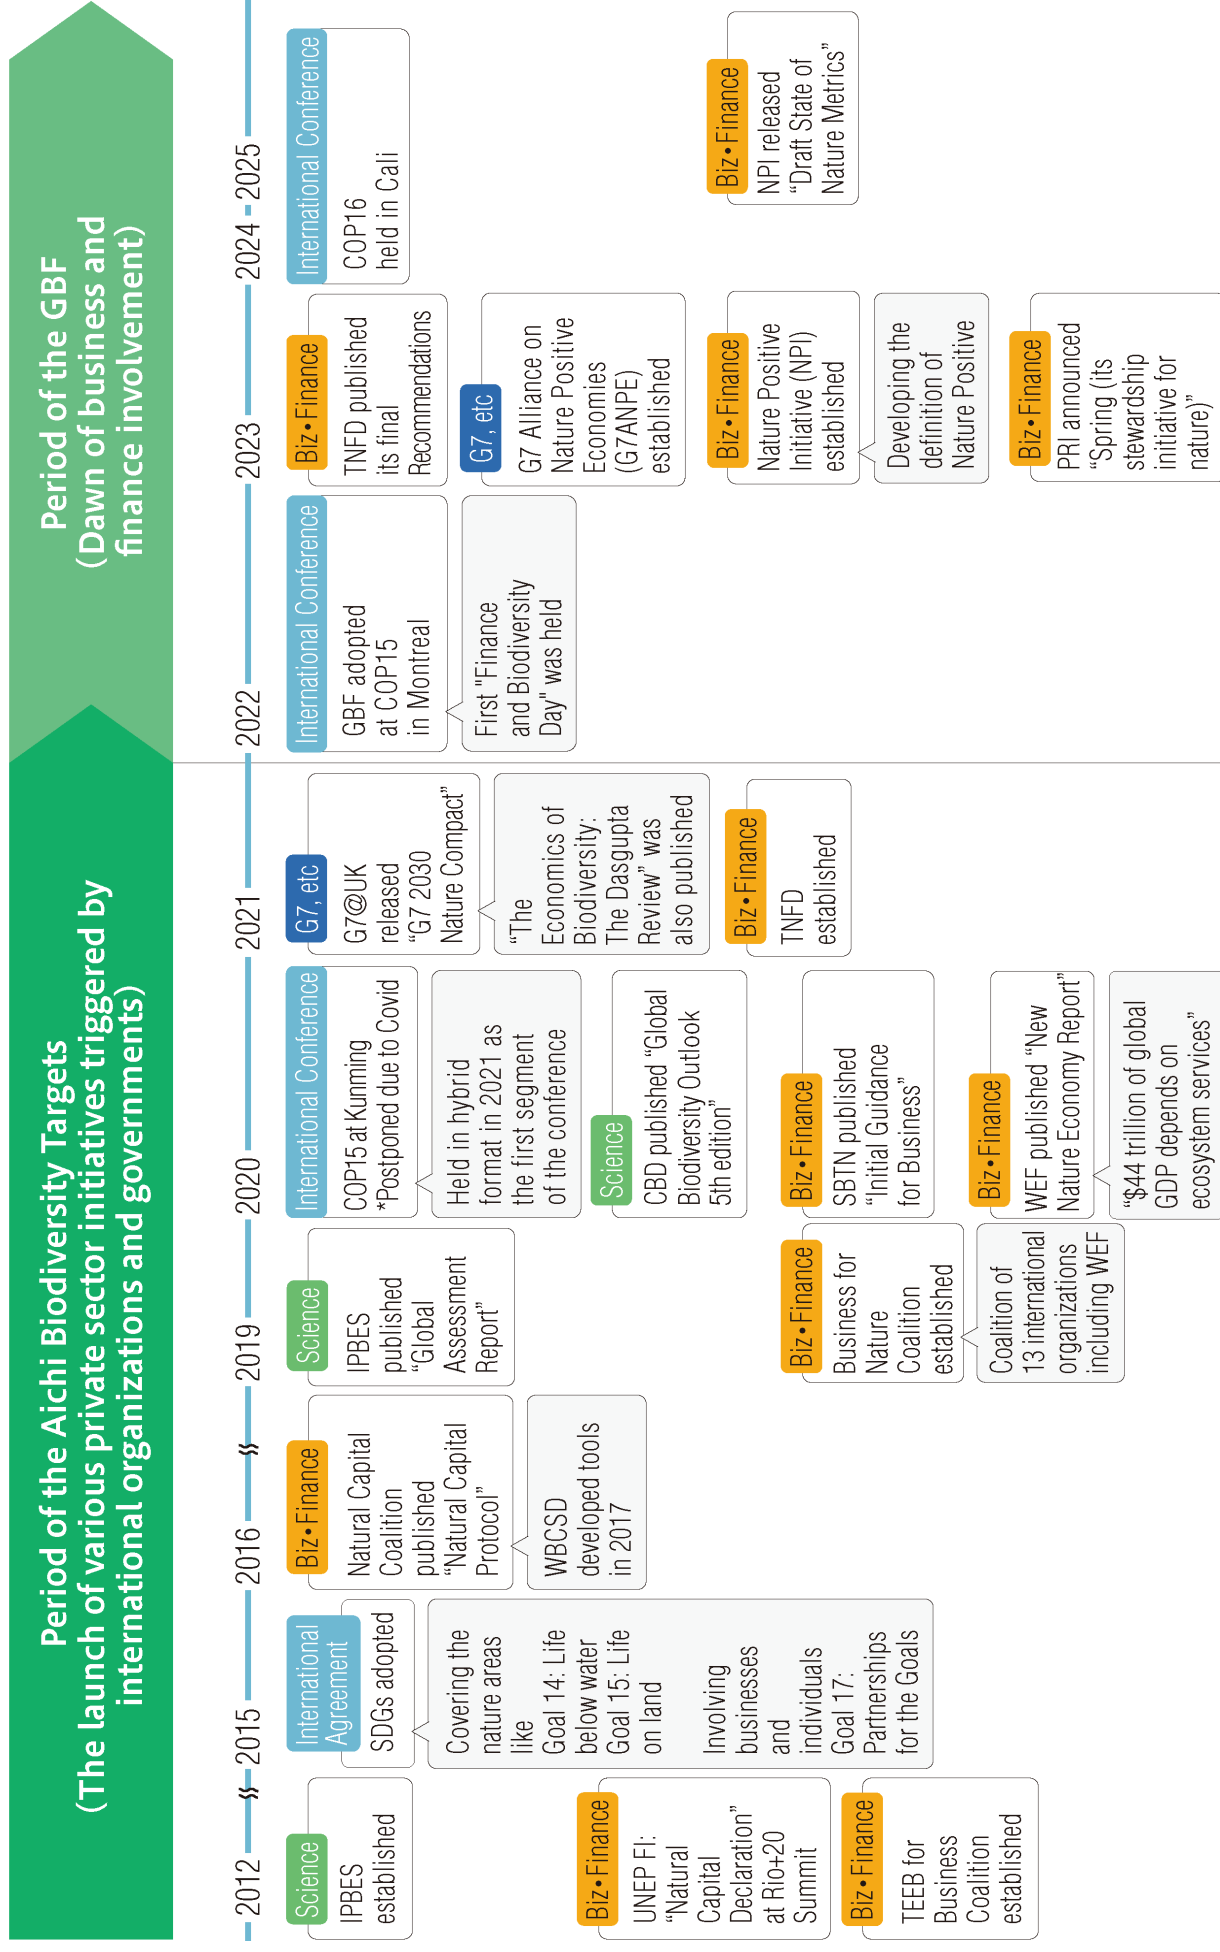 Period of the Aichi Biodiversity Targets
(The launch of various private sector initiatives triggered by
international organizations and governments)
Period of the GBF
(Dawn of business and
finance involvement)
2012
2015
2016
2019
2020
2021
2022
2023
2024
2025
Science
IPBES
established
Biz•Finance
UNEP FI:
“Natural
Capital
Declaration”
at Rio+20
Summit
Biz•Finance
TEEB for
Business
Coalition
established
International
Agreement
SDGs adopted
Covering the
nature areas
like
Goal 14: Life
below water
Goal 15: Life
on land
Involving
businesses
and
individuals
Goal 17:
Partnerships
for the Goals
Biz•Finance
Natural Capital
Coalition
published
“Natural Capital
Protocol”
WBCSD
developed tools
in 2017
Science
IPBES
published
“Global
Assessment
Report”
Biz•Finance
Business for
Nature
Coalition
established
Coalition of
13 international
organizations
including WEF
International Conference
COP15 at Kunming
*Postponed due to Covid
Held in hybrid
format in 2021 as
the first segment
of the conference
Science
CBD published “Global
Biodiversity Outlook
5th edition”
Biz•Finance
SBTN published
“Initial Guidance
for Business”
Biz•Finance
WEF published “New
Nature Economy Report”
“$44 trillion of global
GDP depends on
ecosystem services”
G7, etc
G7@UK
released
“G7 2030
Nature Compact”
“The
Economics of
Biodiversity:
The Dasgupta
Review” was
also published
Biz•Finance
TNFD
established
International Conference
GBF adopted
at COP15
in Montreal
First "Finance
and Biodiversity
Day" was held
Biz•Finance
TNFD published
its final
Recommendations
G7, etc
G7 Alliance on
Nature Positive
Economies
(G7ANPE)
established
Biz•Finance
Nature Positive
Initiative (NPI)
established
Developing the
definition of
Nature Positive
Biz•Finance
PRI announced
“Spring (its
stewardship
initiative for
nature)”
International Conference
COP16
held in Cali
Biz•Finance
NPI released
“Draft State of
Nature Metrics”